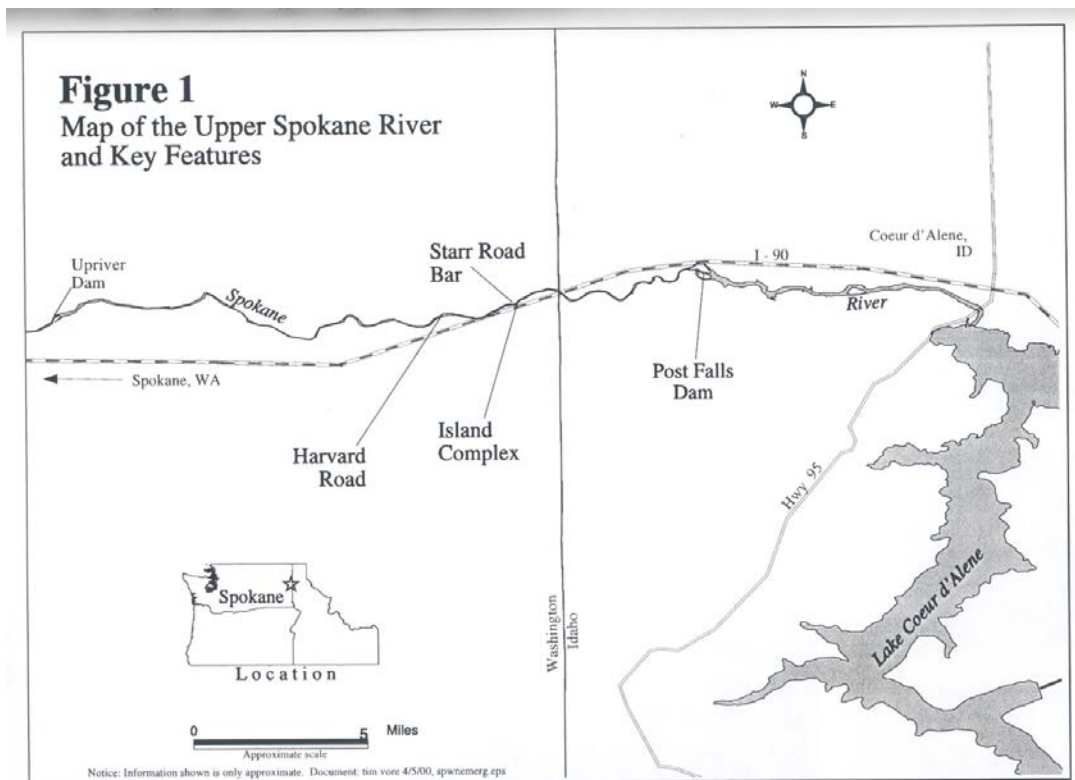 Figure 1
Map of the Upper Spokane River
and Key Features
N
W
E
S
Coeur d'Alene,
ID
I - 90
Starr Road
Bar
Upriver
Dam
Spokane
River
Post Falls
Dam
Spokane, WA
Island
Complex
Harvard
Road
Hwy 95
Washington
Idaho
Lake Coeur d'Alene
Spokane
Location
0
5
Miles
Approximate scale
Notice: Information shown is only approximate. Document: tim vore 4/5/00, spwnemerg.eps